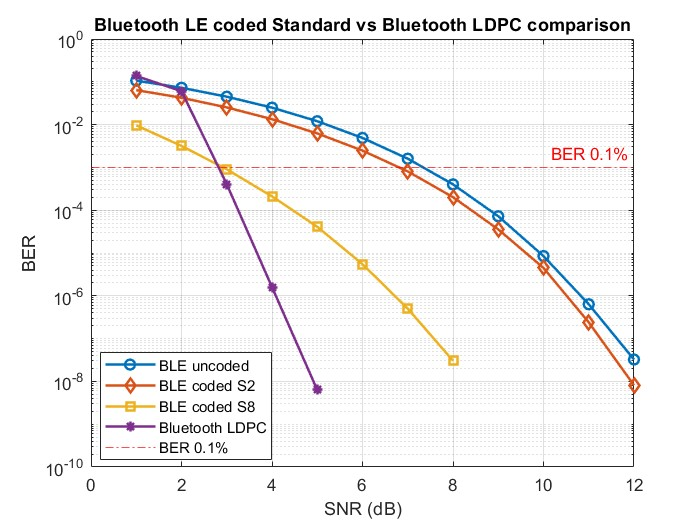 Bluetooth LE coded Standard vs Bluetooth LDPC comparison
10^0
10^-2
10^-4
10^-6
10^-8
10^-10
BER
BER 0.1%
BLE uncoded
BLE coded S2
BLE coded S8
Bluetooth LDPC
BER 0.1%
0 2 4 6 8 10 12
SNR (dB)